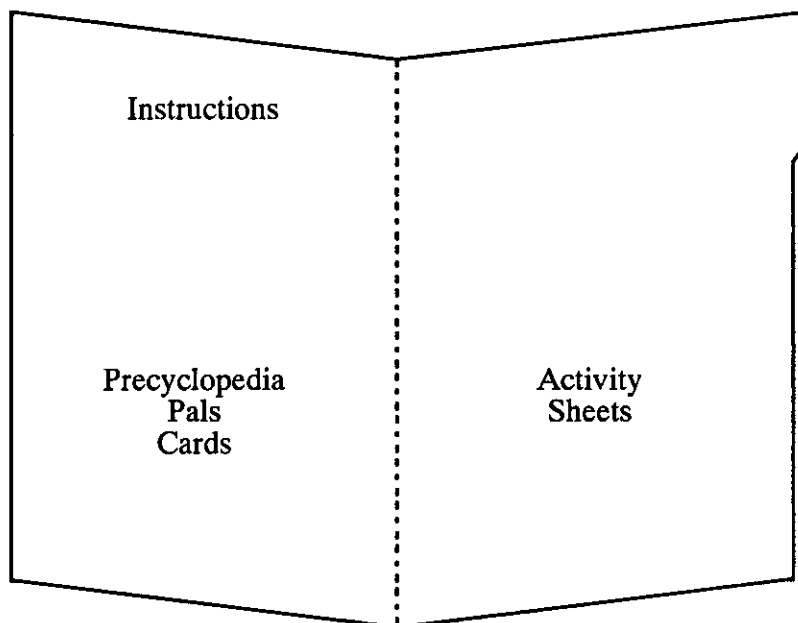 Instructions
Precyclopedia
Pals
Cards
Activity
Sheets